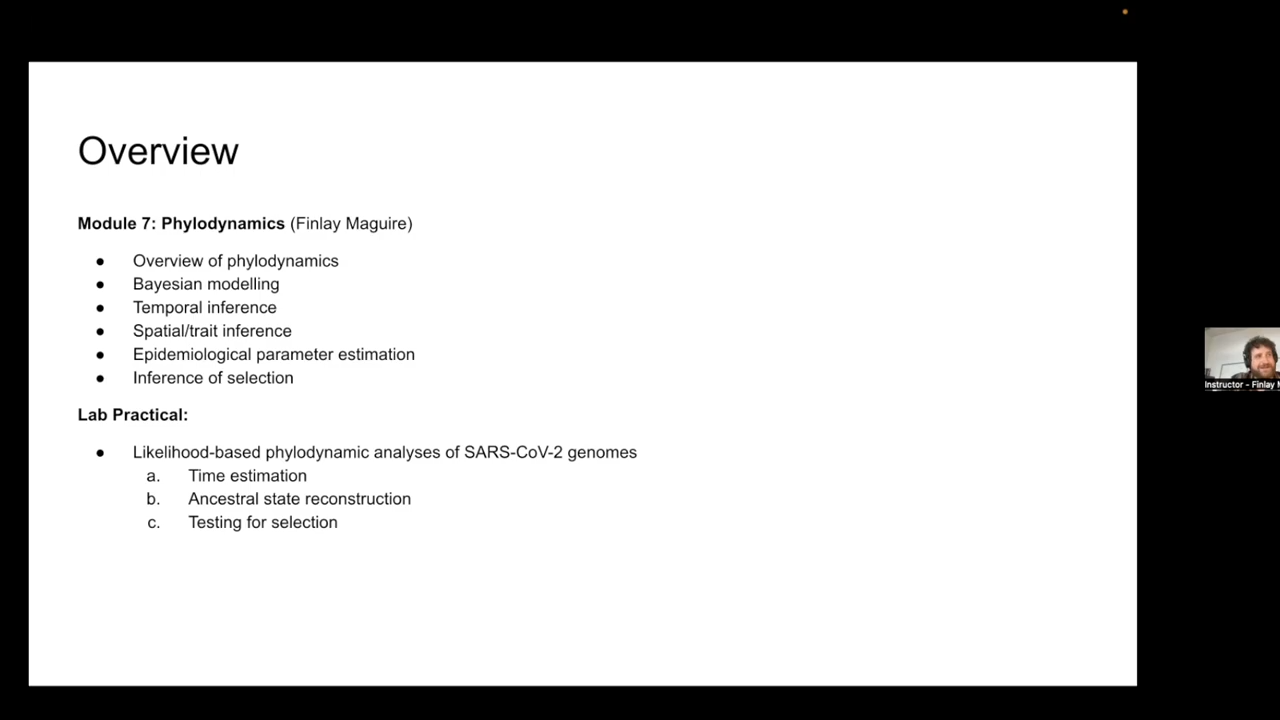 Overview
Module 7: Phylodynamics (Finlay Maguire)
● Overview of phylodynamics
● Bayesian modelling
● Temporal inference
● Spatial/trait inference
● Epidemiological parameter estimation
● Inference of selection
Lab Practical:
● Likelihood-based phylodynamic analyses of SARS-CoV-2 genomes
a. Time estimation
b. Ancestral state reconstruction
c. Testing for selection
Instructor - Finlay M